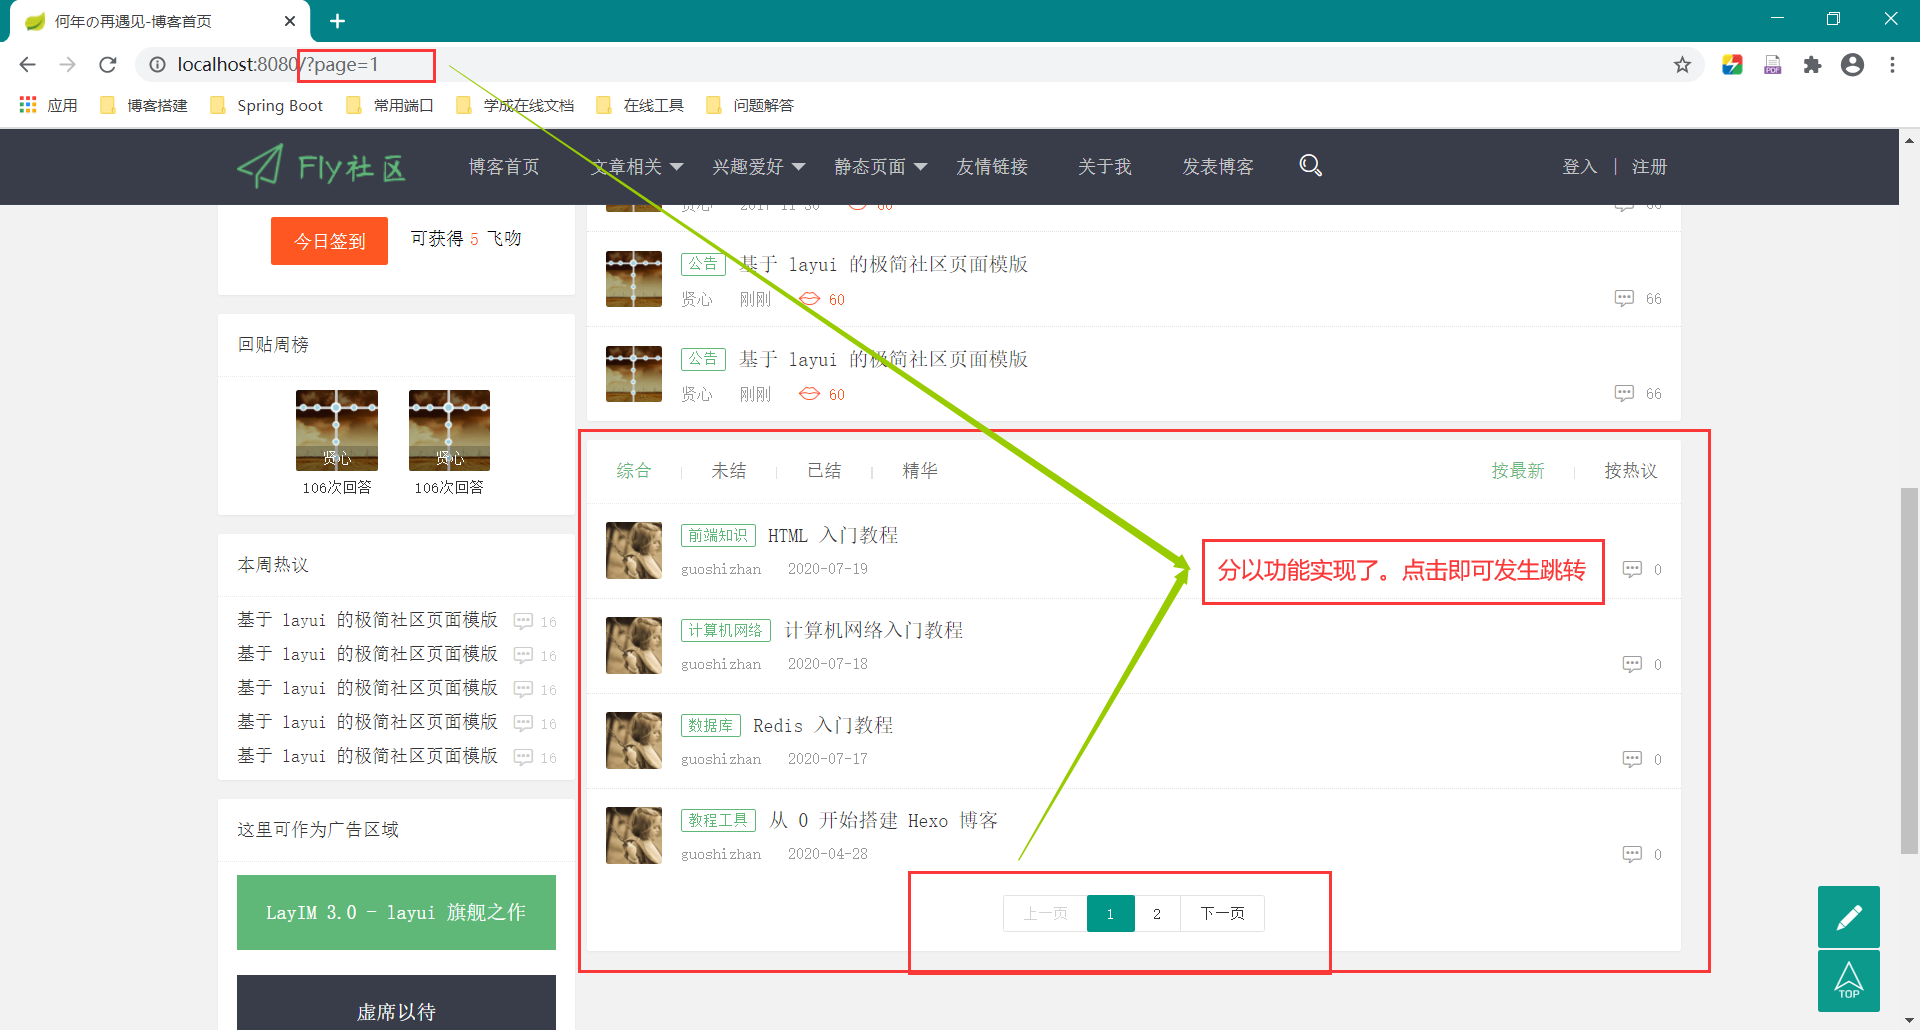 何年の再遇见-博客首页
localhost:8080/?page=1
应用 博客搭建 Spring Boot 常用端口 学成在线文档 在线工具 问题解答
Fly社区 博客首页 文章相关 兴趣爱好 静态页面 友情链接 关于我 发表博客 登入 | 注册
今日签到 可获得 5 飞吻
贤心 2017-11-30 60 66
公告 基于 layui 的极简社区页面模版
贤心 刚刚 60 66
公告 基于 layui 的极简社区页面模版
贤心 刚刚 60 66
回贴周榜
贤心 贤心
106次回答 106次回答
本周热议
基于 layui 的极简社区页面模版 16
基于 layui 的极简社区页面模版 16
基于 layui 的极简社区页面模版 16
基于 layui 的极简社区页面模版 16
基于 layui 的极简社区页面模版 16
这里可作为广告区域
LayIM 3.0 - layui 旗舰之作
虚席以待
综合 未结 已结 精华 按最新 按热议
前端知识 HTML 入门教程
guoshizhan 2020-07-19 0
分以功能实现了。点击即可发生跳转
计算机网络 计算机网络入门教程
guoshizhan 2020-07-18 0
数据库 Redis 入门教程
guoshizhan 2020-07-17 0
教程工具 从 0 开始搭建 Hexo 博客
guoshizhan 2020-04-28 0
上一页 1 2 下一页
TOP